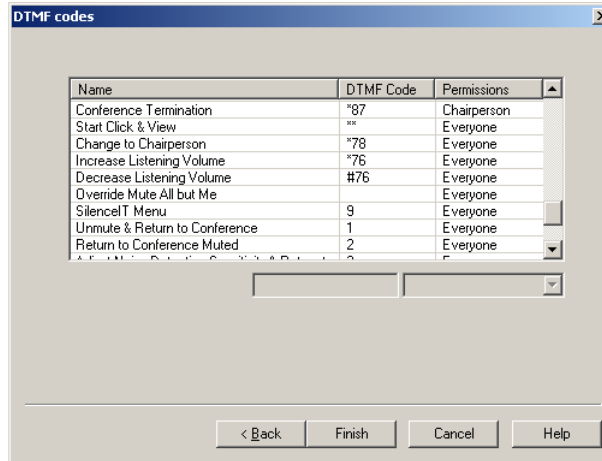 DTMF codes
Name DTMF Code Permissions
Conference Termination *87 Chairperson
Start Click & View ** Everyone
Change to Chairperson *78 Everyone
Increase Listening Volume *76 Everyone
Decrease Listening Volume #76 Everyone
Override Mute All but Me Everyone
SilenceIT Menu 9 Everyone
Unmute & Return to Conference 1 Everyone
Return to Conference Muted 2 Everyone
< Back Finish Cancel Help